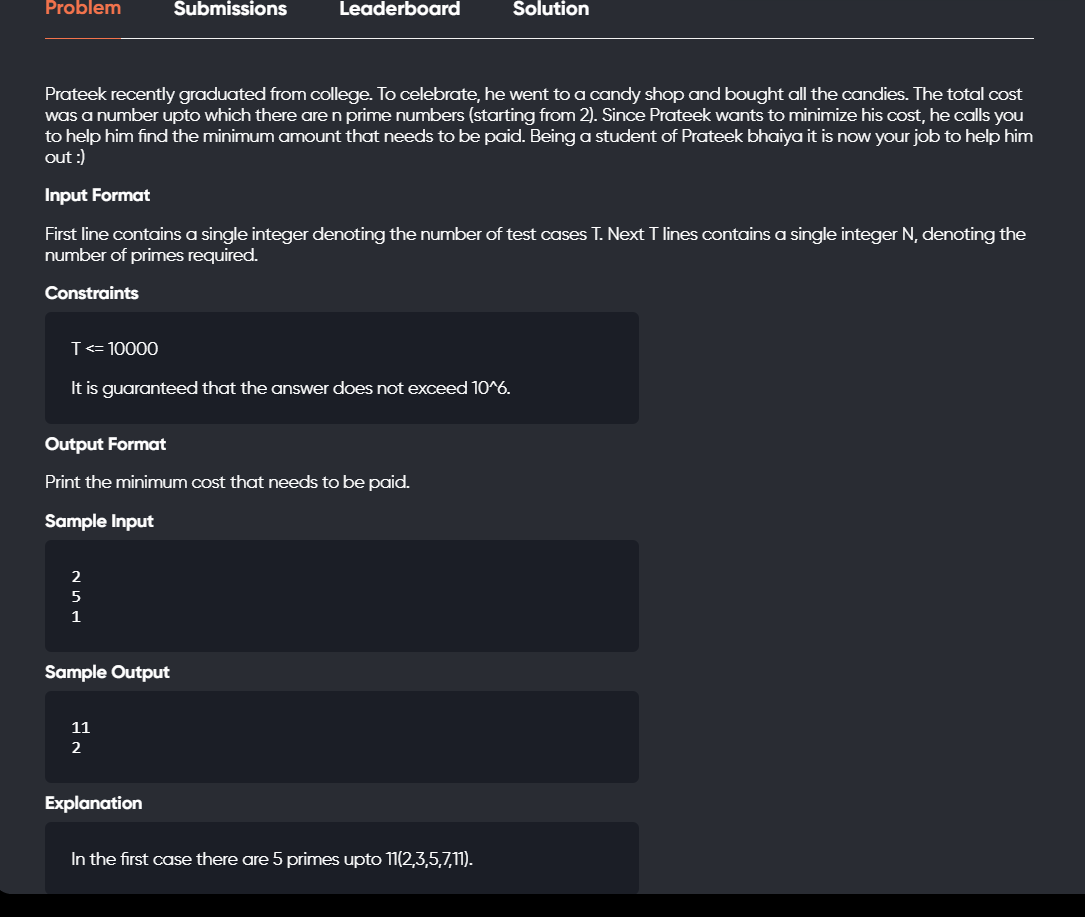 Problem Submissions Leaderboard Solution
Prateek recently graduated from college. To celebrate, he went to a candy shop and bought all the candies. The total cost
was a number upto which there are n prime numbers (starting from 2). Since Prateek wants to minimize his cost, he calls you
to help him find the minimum amount that needs to be paid. Being a student of Prateek bhaiya it is now your job to help him
out :)
Input Format
First line contains a single integer denoting the number of test cases T. Next T lines contains a single integer N, denoting the
number of primes required.
Constraints
T <= 10000
It is guaranteed that the answer does not exceed 10^6.
Output Format
Print the minimum cost that needs to be paid.
Sample Input
2
5
1
Sample Output
11
2
Explanation
In the first case there are 5 primes upto 11(2,3,5,7,11).